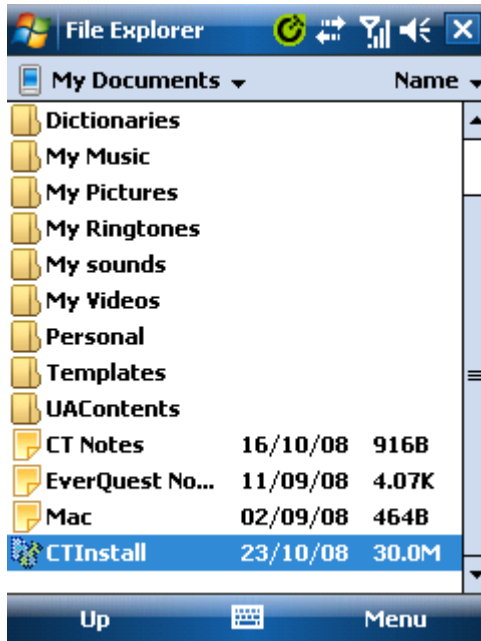 File Explorer
My Documents Name
Dictionaries
My Music
My Pictures
My Ringtones
My sounds
My Videos
Personal
Templates
UAContents
CT Notes 16/10/08 916B
EverQuest No... 11/09/08 4.07K
Mac 02/09/08 464B
CTInstall 23/10/08 30.0M
Up Menu